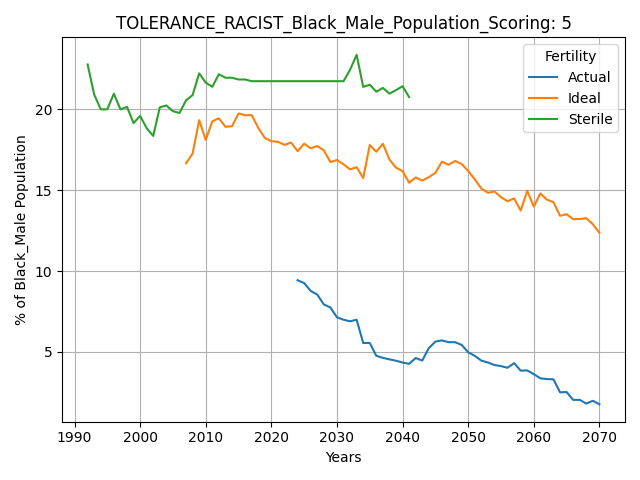 TOLERANCE_RACIST_Black_Male_Population_Scoring: 5
Fertility
Actual
Ideal
Sterile
% of Black_Male Population
20
15
10
5
1990 2000 2010 2020 2030 2040 2050 2060 2070
Years